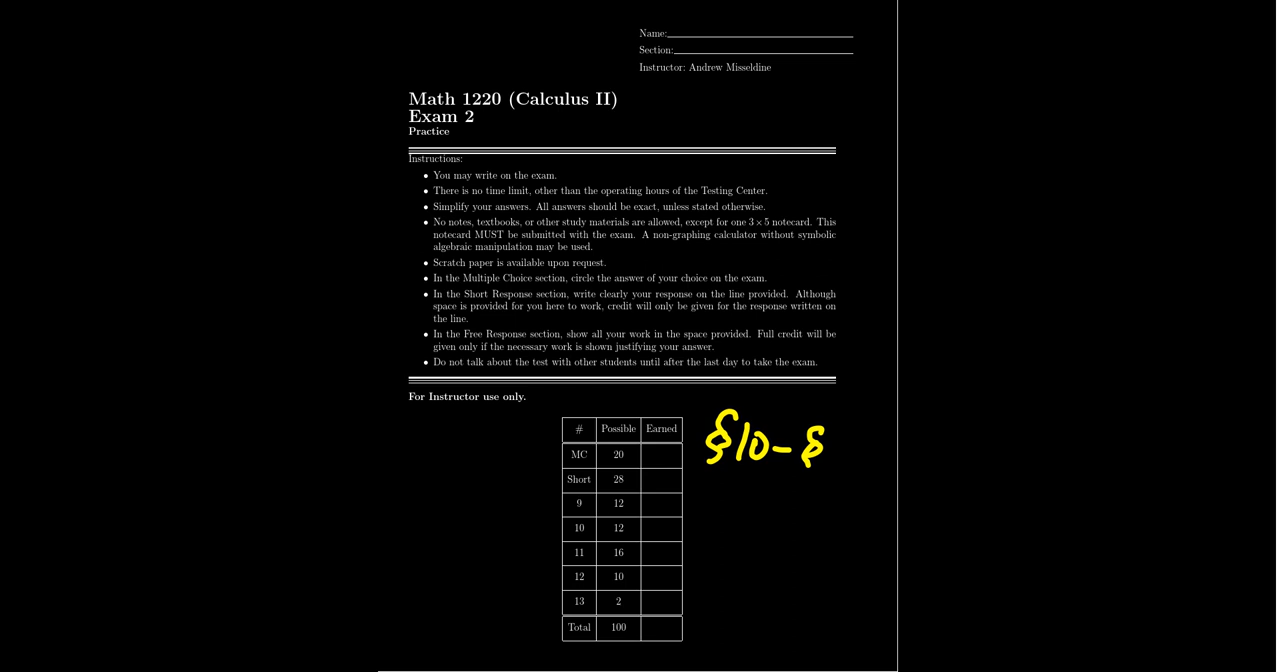 Name:
Section:
Instructor: Andrew Misseldine
Math 1220 (Calculus II)
Exam 2
Practice
Instructions:
• You may write on the exam.
• There is no time limit, other than the operating hours of the Testing Center.
• Simplify your answers. All answers should be exact, unless stated otherwise.
• No notes, textbooks, or other study materials are allowed, except for one 3 × 5 notecard. This
notecard MUST be submitted with the exam. A non-graphing calculator without symbolic
algebraic manipulation may be used.
• Scratch paper is available upon request.
• In the Multiple Choice section, circle the answer of your choice on the exam.
• In the Short Response section, write clearly your response on the line provided. Although
space is provided for you here to work, credit will only be given for the response written on
the line.
• In the Free Response section, show all your work in the space provided. Full credit will be
given only if the necessary work is shown justifying your answer.
• Do not talk about the test with other students until after the last day to take the exam.
For Instructor use only.
# Possible Earned
MC 20
Short 28
9 12
10 12
11 16
12 10
13 2
Total 100
§10-